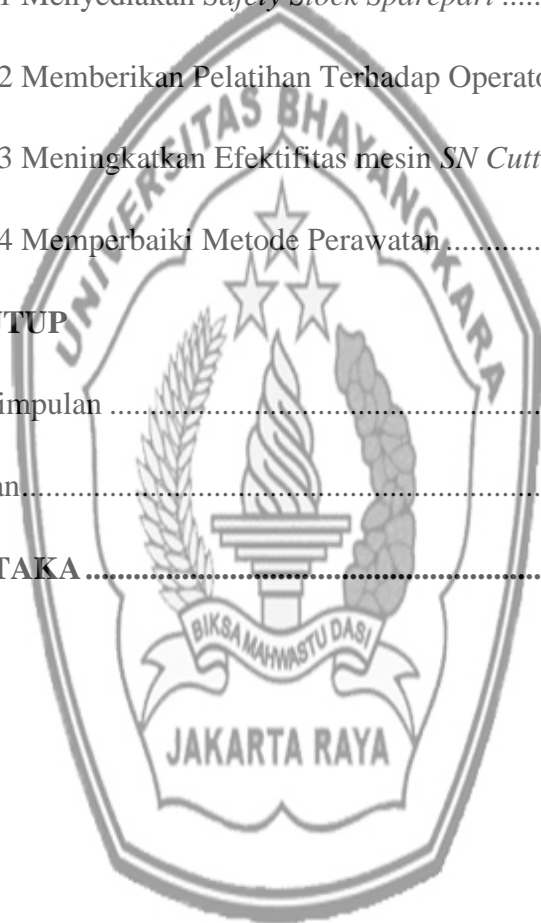 1 Menyediakan Safety Stock Sparepart ......
2 Memberikan Pelatihan Terhadap Operato
3 Meningkatkan Efektifitas mesin SN Cutt
4 Memperbaiki Metode Perawatan .............
UTUP
impulan ..........................................................
an...................................................................
TAKA ...........................................................
UNIVERSITAS BHAYANGKARA
BIKSA MAHWASTU DASI
JAKARTA RAYA